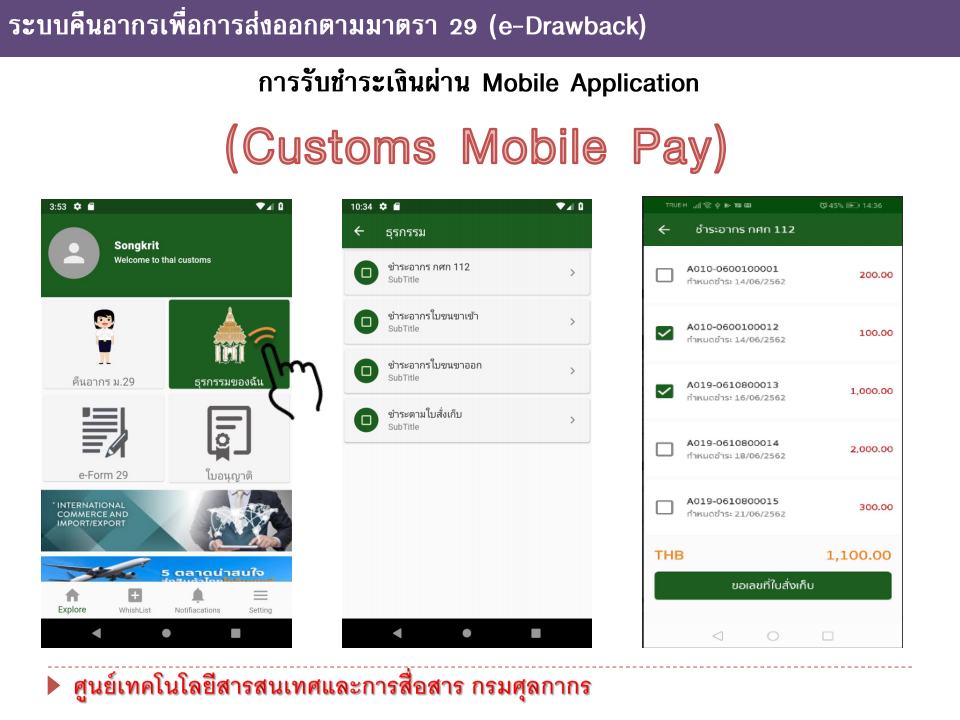 ระบบคืนอากรเพื่อการส่งออกตามมาตรา 29 (e-Drawback)
การรับชำระเงินผ่าน Mobile Application
(Customs Mobile Pay)
3:53
Songkrit
Welcome to thai customs
คืนอากร ม.29
ธุรกรรมของฉัน
e-Form 29
ใบอนุญาติ
INTERNATIONAL
COMMERCE AND
IMPORT/EXPORT
5 ตลาดน่าสนใจ
Explore
WhishList
Notifiacations
Setting
10:34
ธุรกรรม
ชำระอากร กศก 112
SubTitle
ชำระอากรใบขนขาเข้า
SubTitle
ชำระอากรใบขนขาออก
SubTitle
ชำระตามใบสั่งเก็บ
SubTitle
TRUE-H
45% 14:36
ชำระอากร กศก 112
A010-0600100001
กำหนดชำระ 14/06/2562
200.00
A010-0600100012
กำหนดชำระ 14/06/2562
100.00
A019-0610800013
กำหนดชำระ 16/06/2562
1,000.00
A019-0610800014
กำหนดชำระ 18/06/2562
2,000.00
A019-0610800015
กำหนดชำระ 21/06/2562
300.00
THB 1,100.00
ขอเลขที่ใบสั่งเก็บ
ศูนย์เทคโนโลยีสารสนเทศและการสื่อสาร กรมศุลกากร